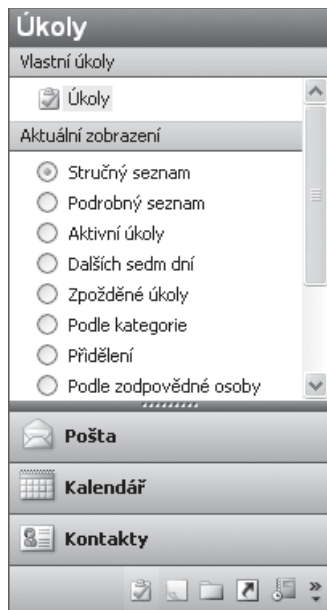 Úkoly
Vlastní úkoly
Úkoly
Aktuální zobrazení
Stručný seznam
Podrobný seznam
Aktivní úkoly
Dalších sedm dní
Zpožděné úkoly
Podle kategorie
Přidělení
Podle zodpovědné osoby
Pošta
Kalendář
Kontakty